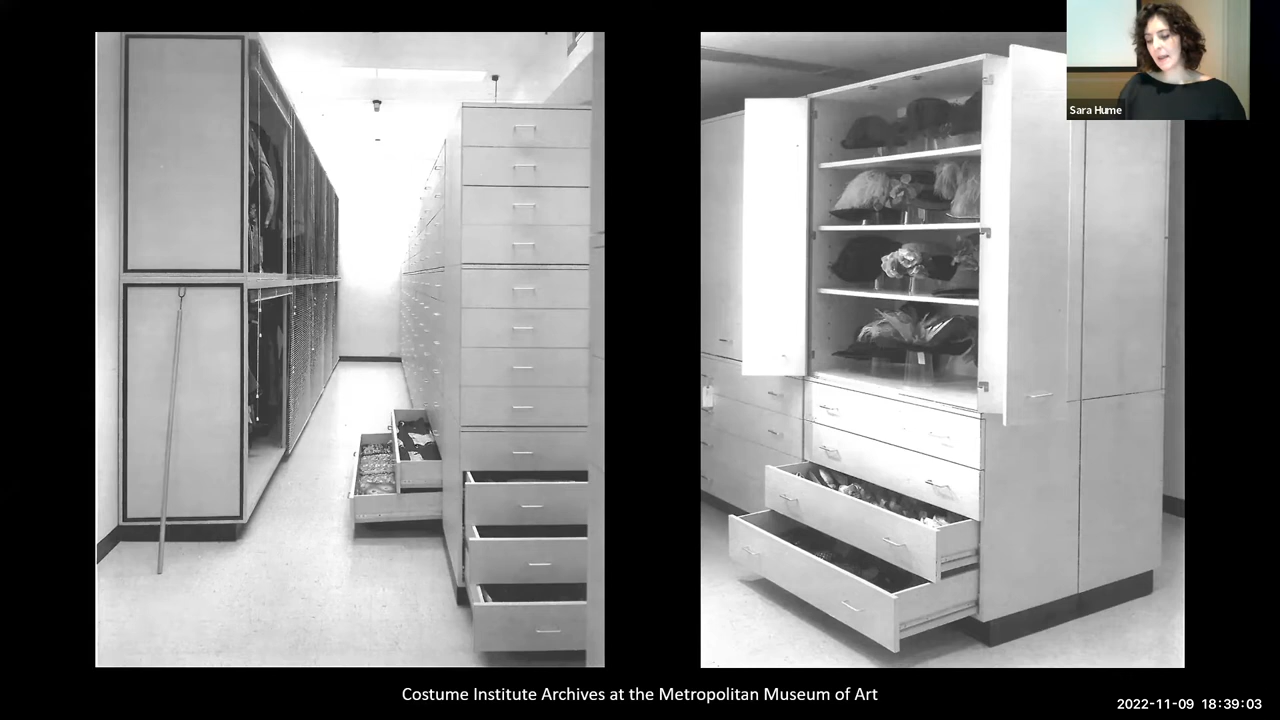 Sara Hume
Costume Institute Archives at the Metropolitan Museum of Art
2022-11-09 18:39:03